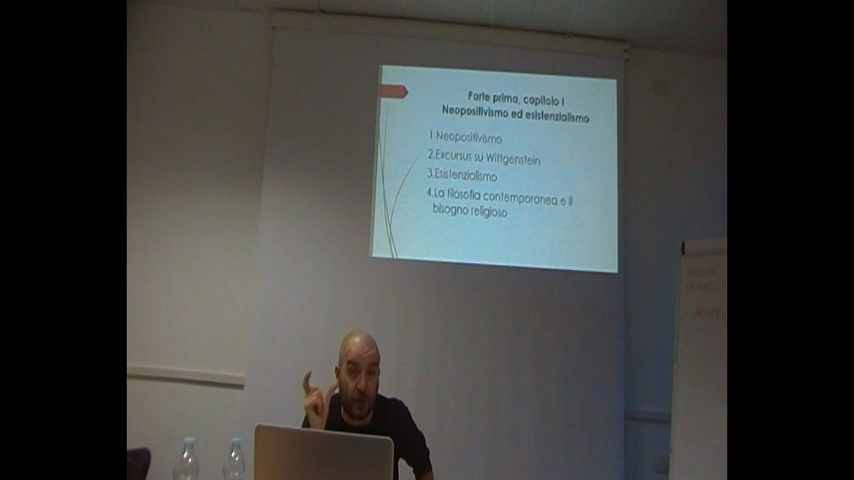 Parte prima, capitolo I
Neopositivismo ed esistenzialismo
1.Neopositivismo
2.Excursus su Wittgenstein
3.Esistenzialismo
4.La filosofia contemporanea e il
bisogno religioso